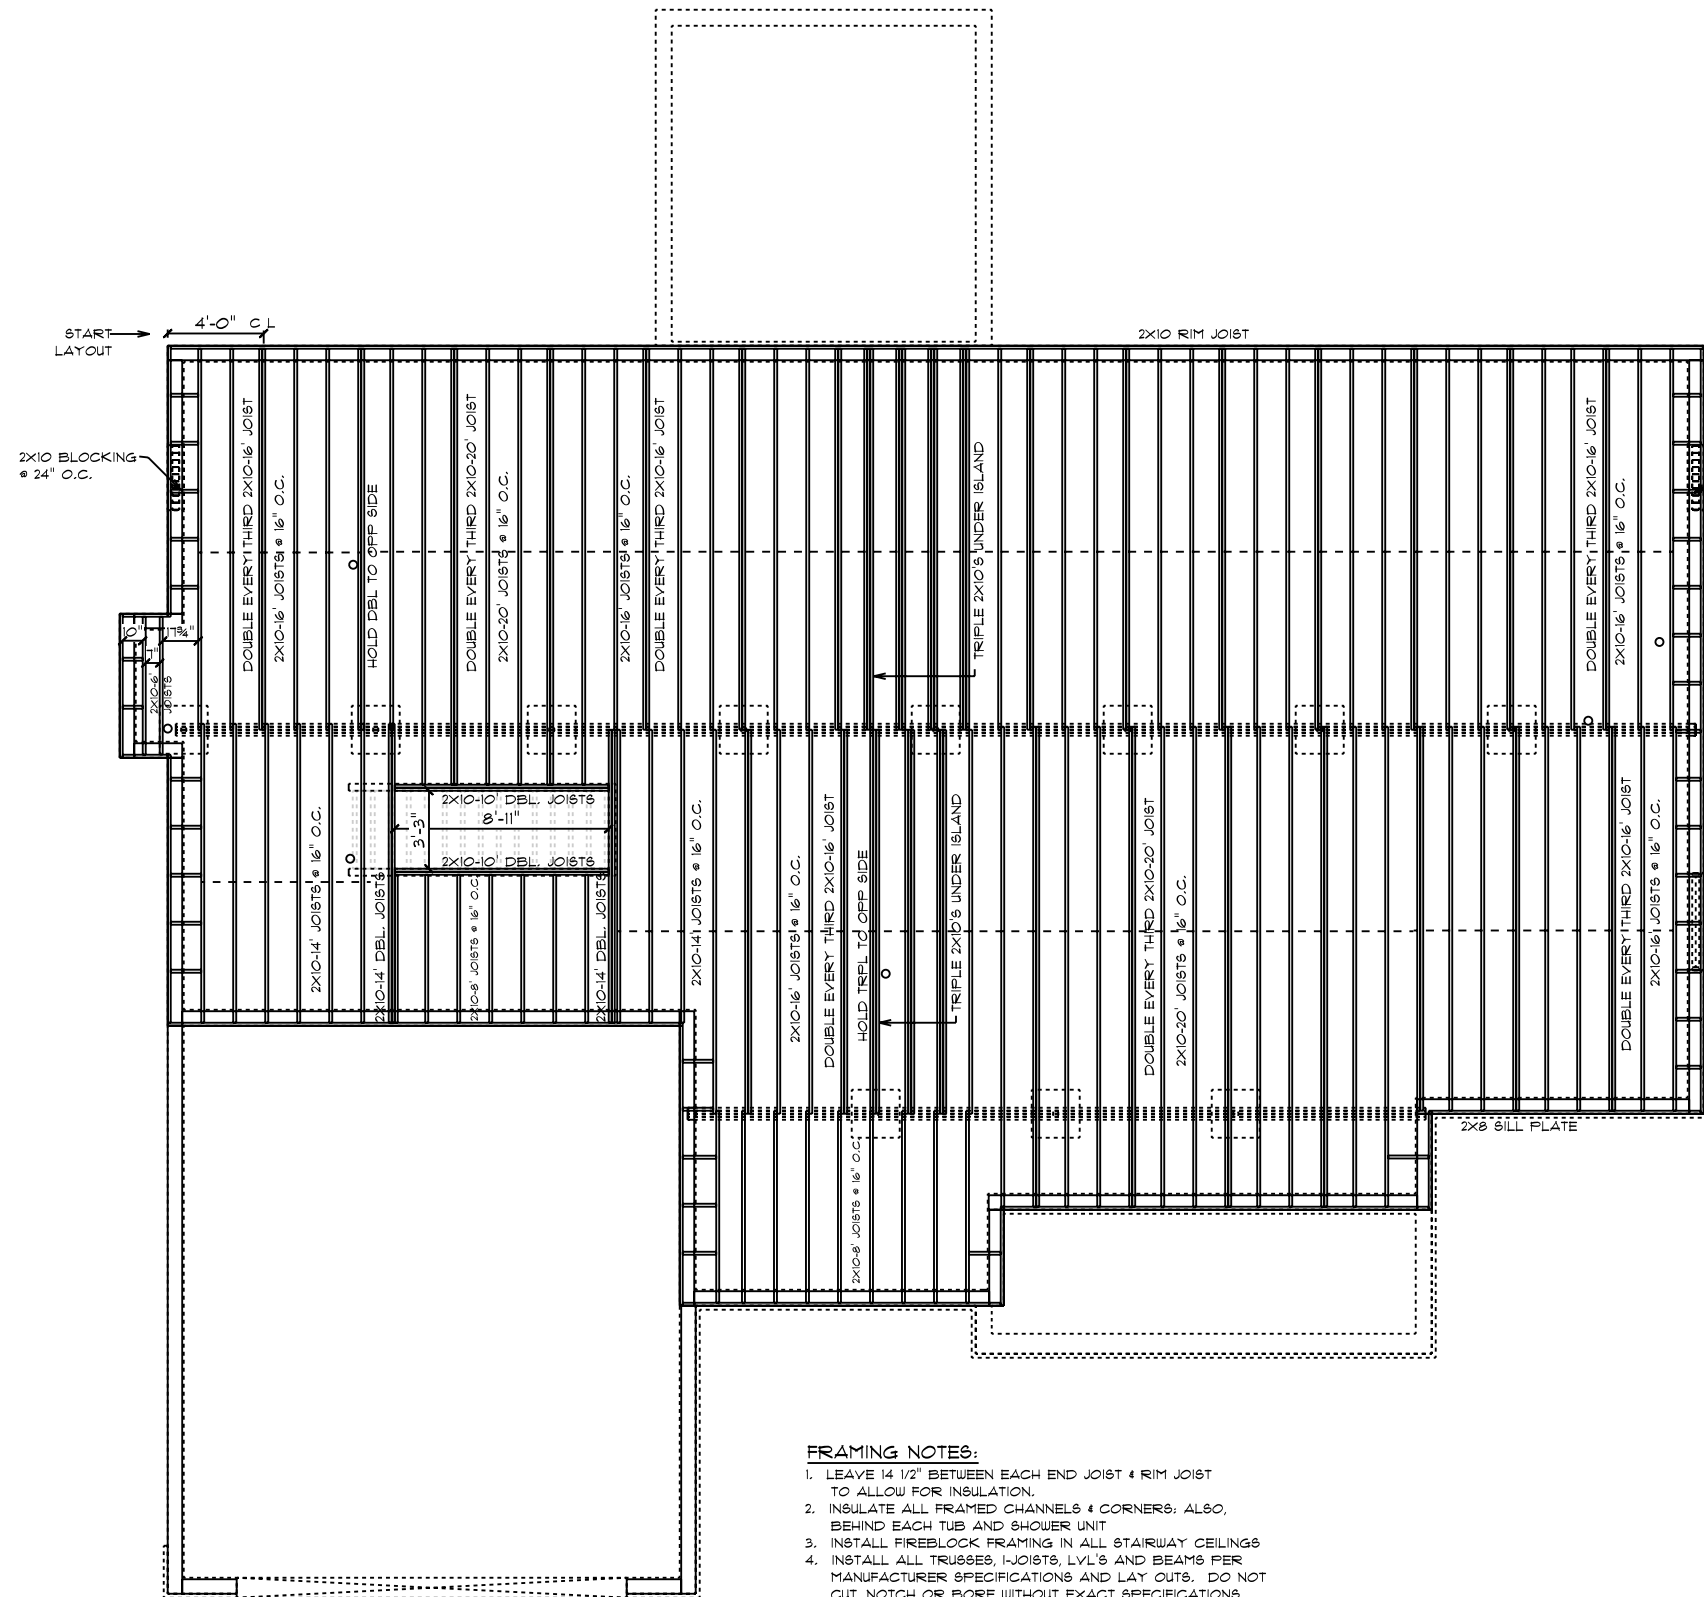 4'-0" C L
START
LAYOUT
2X10 RIM JOIST
2X10 BLOCKING
@ 24" O.C.
DOUBLE EVERY THIRD 2X10-16' JOIST
2X10-16' JOISTS @ 16" O.C.
HOLD DBL TO OPP SIDE
DOUBLE EVERY THIRD 2X10-20' JOIST
2X10-20' JOISTS @ 16" O.C.
2X10-16' JOISTS @ 16" O.C.
DOUBLE EVERY THIRD 2X10-16' JOIST
TRIPLE 2X10'S UNDER ISLAND
DOUBLE EVERY THIRD 2X10-16' JOIST
2X10-16' JOISTS @ 16" O.C.
10"
17¾"
2X10-6'
JOISTS
2X10-10' DBL. JOISTS
8'-11"
3'-3"
2X10-10' DBL. JOISTS
2X10-14' JOISTS @ 16" O.C.
2X10-14' DBL. JOISTS
2X10-8' JOISTS @ 16" O.C.
2X10-14' DBL. JOISTS
2X10-14' JOISTS @ 16" O.C.
2X10-16' JOISTS @ 16" O.C.
DOUBLE EVERY THIRD 2X10-16' JOIST
HOLD TRPL TO OPP SIDE
TRIPLE 2X10'S UNDER ISLAND
DOUBLE EVERY THIRD 2X10-20' JOIST
2X10-20' JOISTS @ 16" O.C.
DOUBLE EVERY THIRD 2X10-16' JOIST
2X10-16' JOISTS @ 16" O.C.
2X8 SILL PLATE
2X10-8' JOISTS @ 16" O.C.
FRAMING NOTES:
1. LEAVE 14 1/2" BETWEEN EACH END JOIST & RIM JOIST
TO ALLOW FOR INSULATION.
2. INSULATE ALL FRAMED CHANNELS & CORNERS: ALSO,
BEHIND EACH TUB AND SHOWER UNIT
3. INSTALL FIREBLOCK FRAMING IN ALL STAIRWAY CEILINGS
4. INSTALL ALL TRUSSES, I-JOISTS, LVL'S AND BEAMS PER
MANUFACTURER SPECIFICATIONS AND LAY OUTS. DO NOT
CUT, NOTCH OR BORE WITHOUT EXACT SPECIFICATIONS